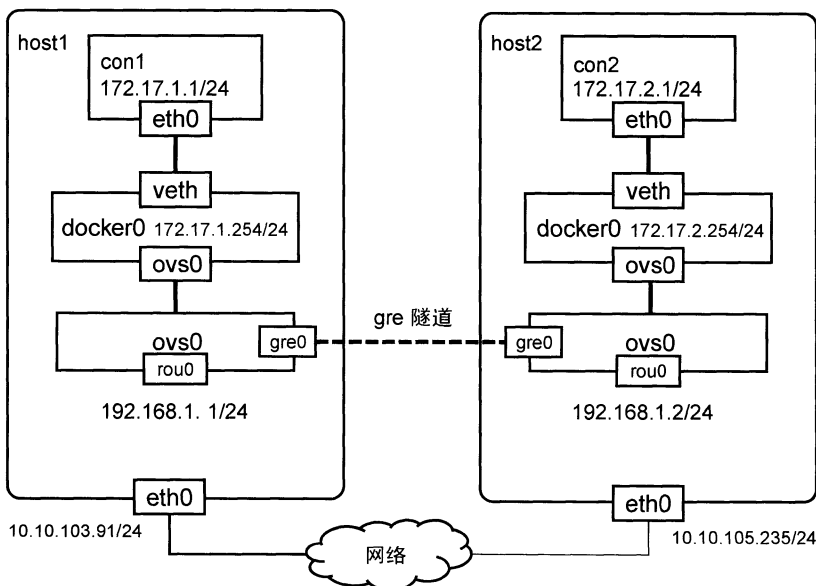 host1
con1
172.17.1.1/24
eth0
veth
docker0 172.17.1.254/24
ovs0
ovs0
gre0
rou0
192.168.1. 1/24
eth0
10.10.103.91/24
gre 隧道
网络
host2
con2
172.17.2.1/24
eth0
veth
docker0 172.17.2.254/24
ovs0
gre0
ovs0
rou0
192.168.1.2/24
eth0
10.10.105.235/24